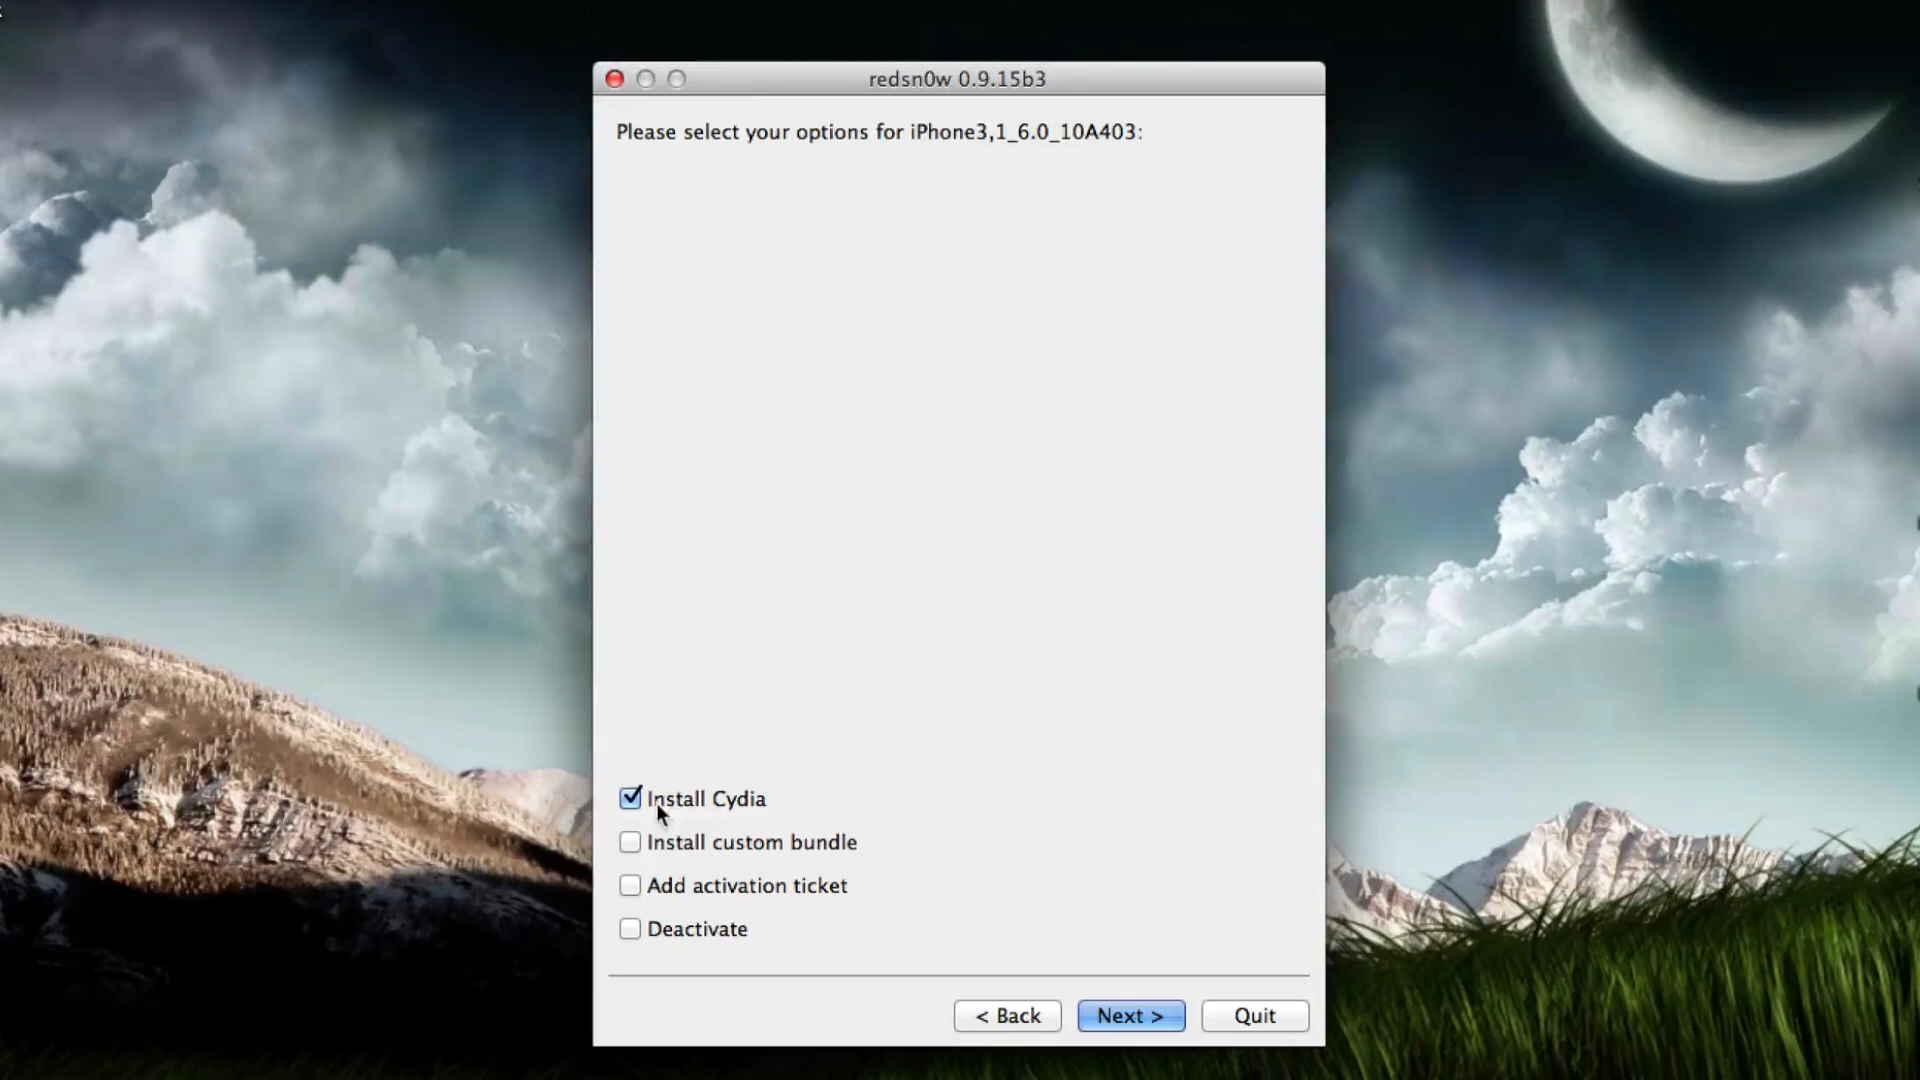 redsn0w 0.9.15b3
Please select your options for iPhone3,1_6.0_10A403:
Install Cydia
Install custom bundle
Add activation ticket
Deactivate
< Back
Next >
Quit